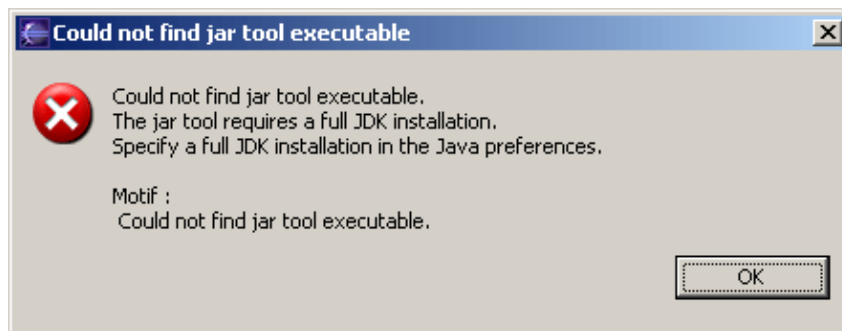 Could not find jar tool executable
Could not find jar tool executable.
The jar tool requires a full JDK installation.
Specify a full JDK installation in the Java preferences.
Motif :
Could not find jar tool executable.
OK